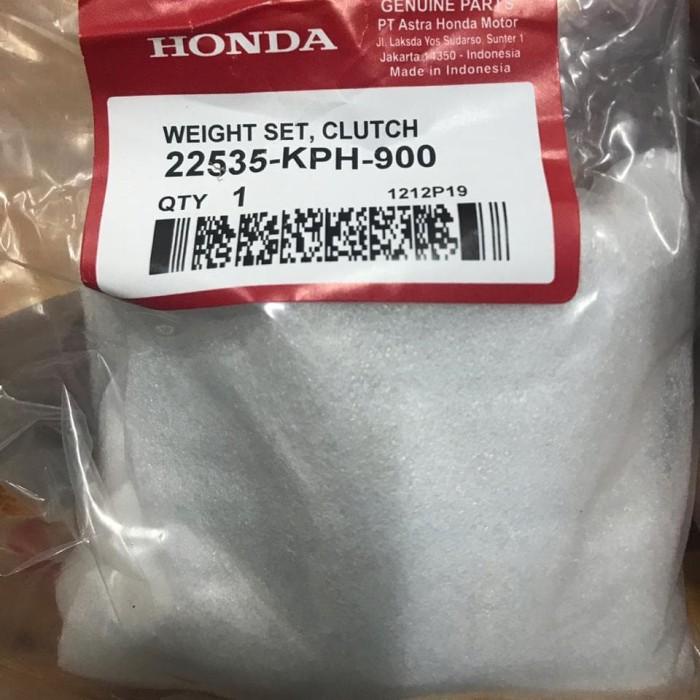 HONDA
GENUINE PARTS
PT Astra Honda Motor
Jl. Laksda Yos Sudarso, Sunter 1
Jakarta 14350 - Indonesia
Made in Indonesia
WEIGHT SET, CLUTCH
22535-KPH-900
QTY 1
1212P19